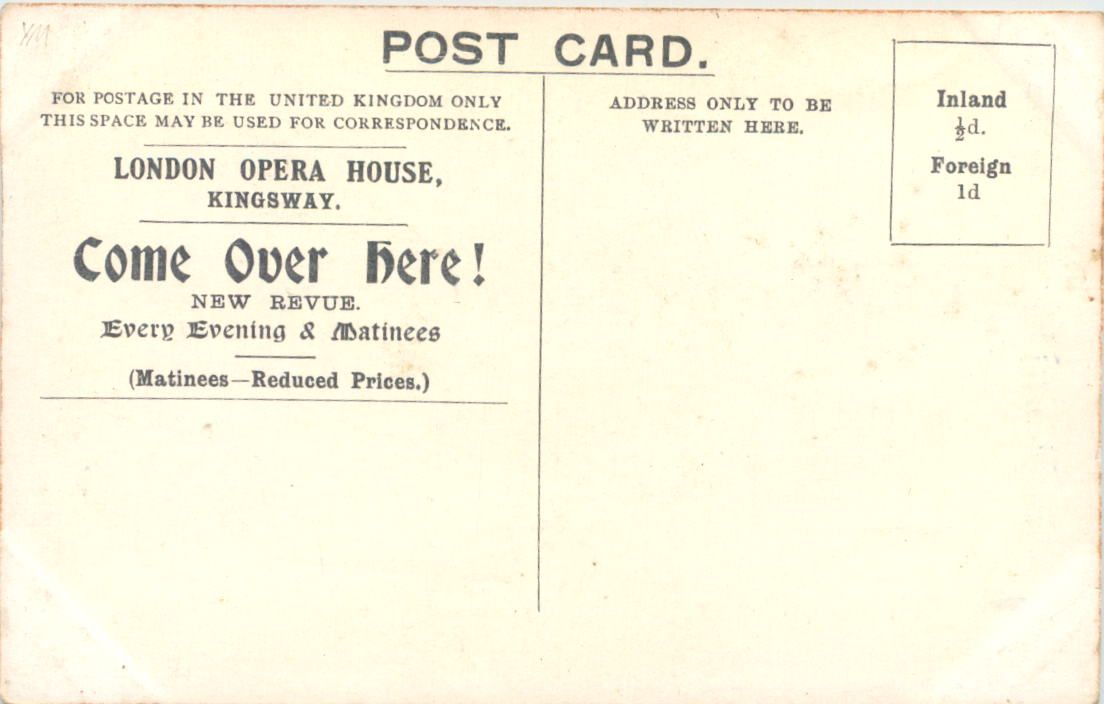 POST CARD.
FOR POSTAGE IN THE UNITED KINGDOM ONLY
THIS SPACE MAY BE USED FOR CORRESPONDENCE.
LONDON OPERA HOUSE,
KINGSWAY.
Come Over Here!
NEW REVUE.
Every Evening & Matinees
(Matinees—Reduced Prices.)
ADDRESS ONLY TO BE
WRITTEN HERE.
Inland
½d.
Foreign
1d